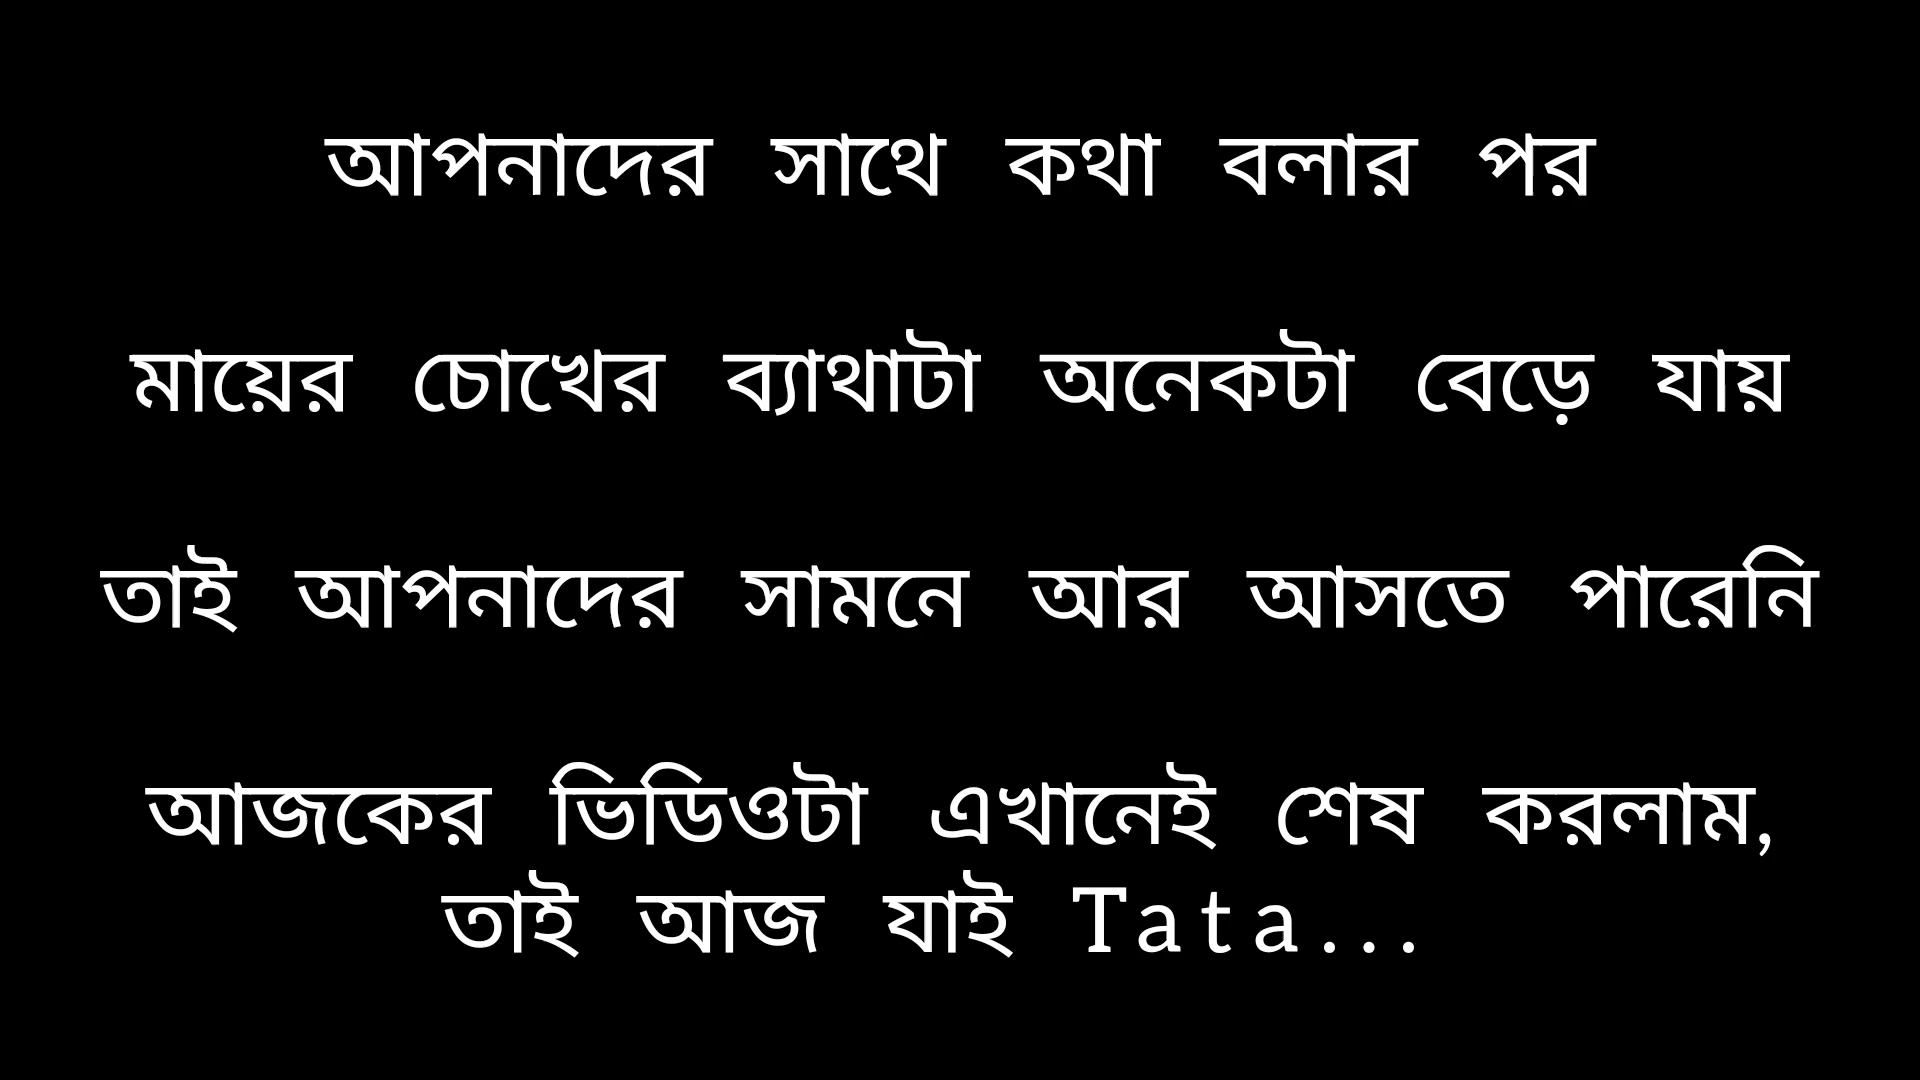 আপনাদের সাথে কথা বলার পর
মায়ের চোখের ব্যাথাটা অনেকটা বেড়ে যায়
তাই আপনাদের সামনে আর আসতে পারেনি
আজকের ভিডিওটা এখানেই শেষ করলাম,
তাই আজ যাই Tata...